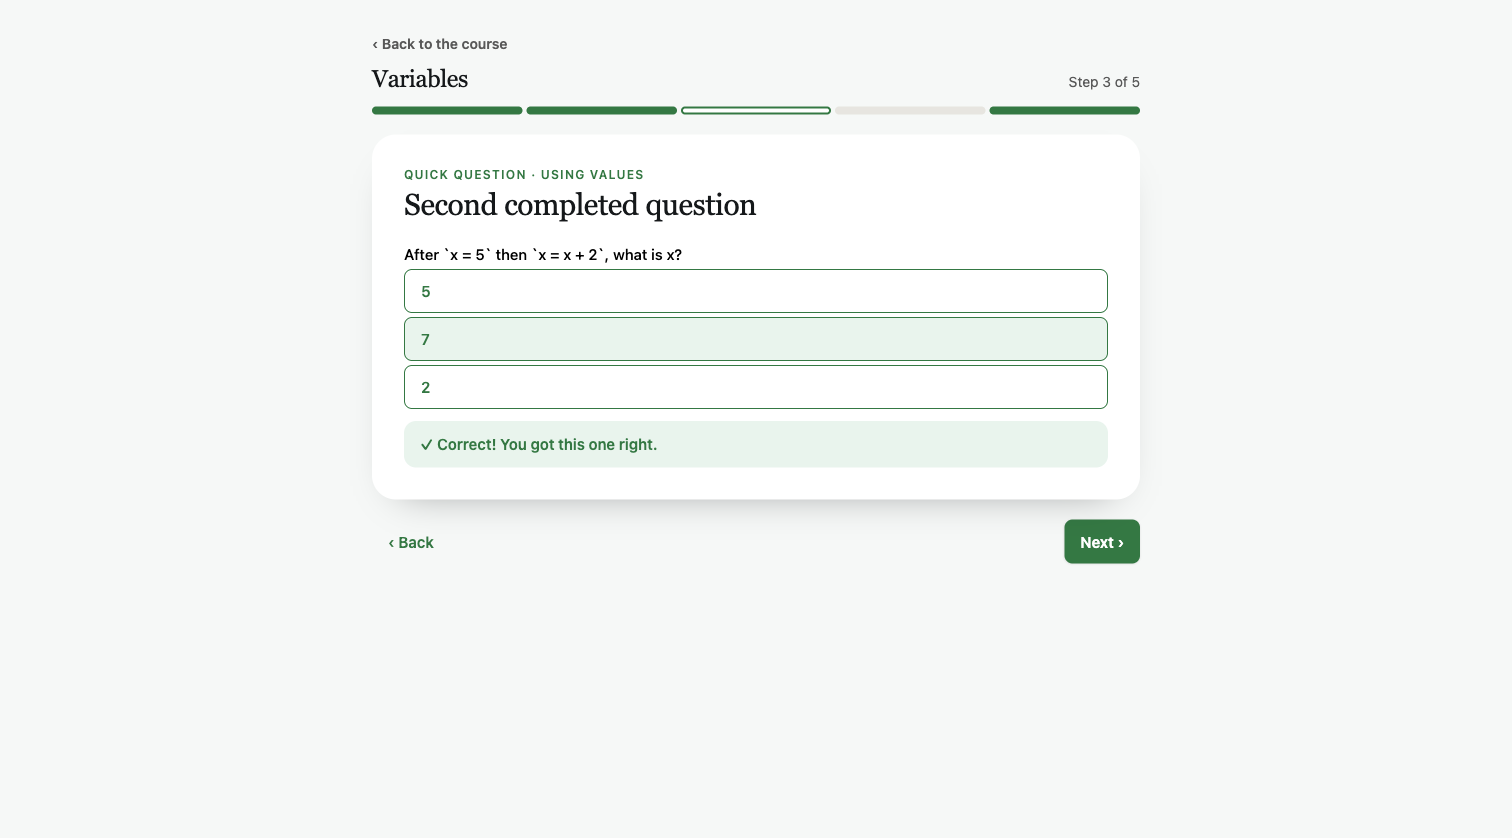 ‹ Back to the course
Variables
Step 3 of 5
QUICK QUESTION · USING VALUES
Second completed question
After `x = 5` then `x = x + 2`, what is x?
5
7
2
✓ Correct! You got this one right.
‹ Back
Next ›